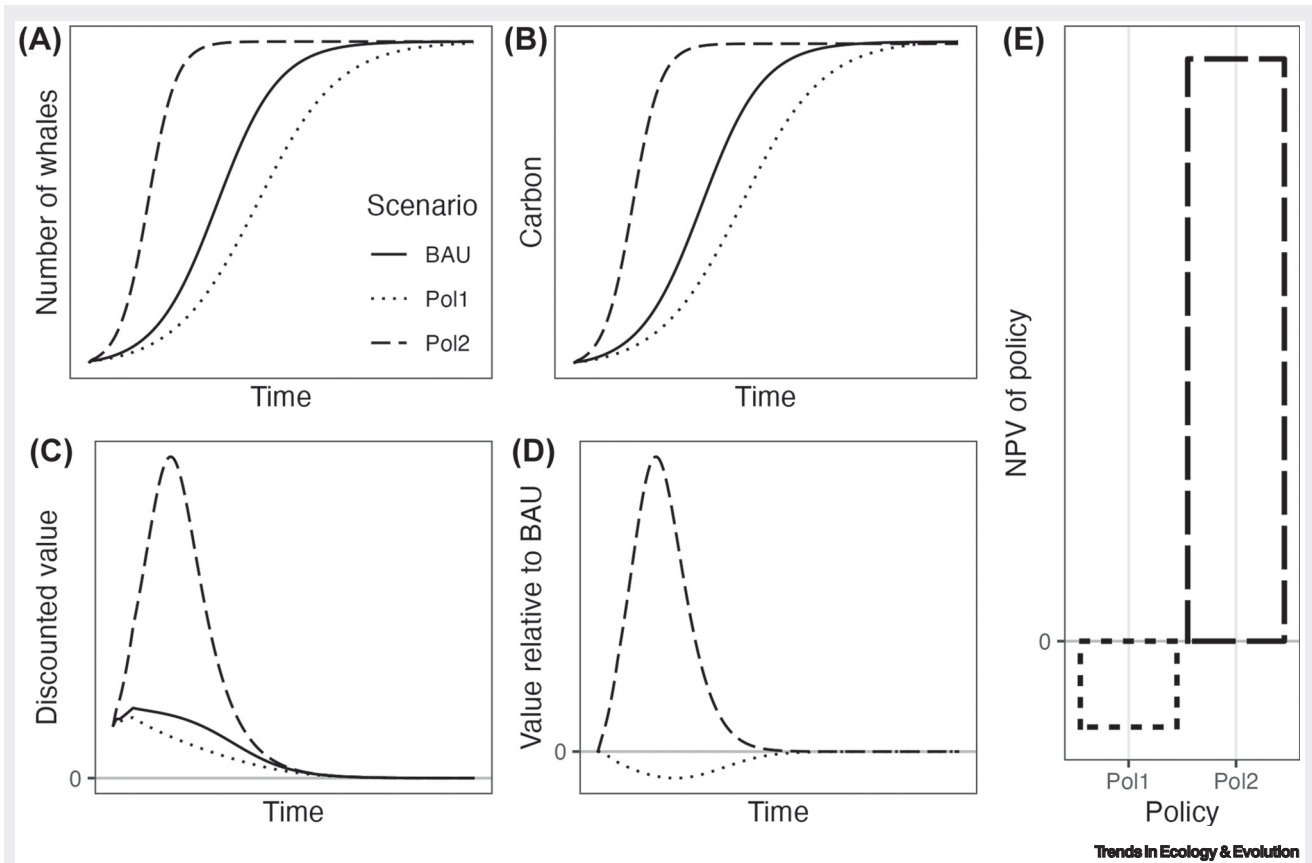 (A)
Number of whales
Scenario
BAU
Pol1
Pol2
Time
(B)
Carbon
Time
(C)
Discounted value
0
Time
(D)
Value relative to BAU
0
Time
(E)
NPV of policy
0
Pol1 Pol2
Policy
Trends in Ecology & Evolution